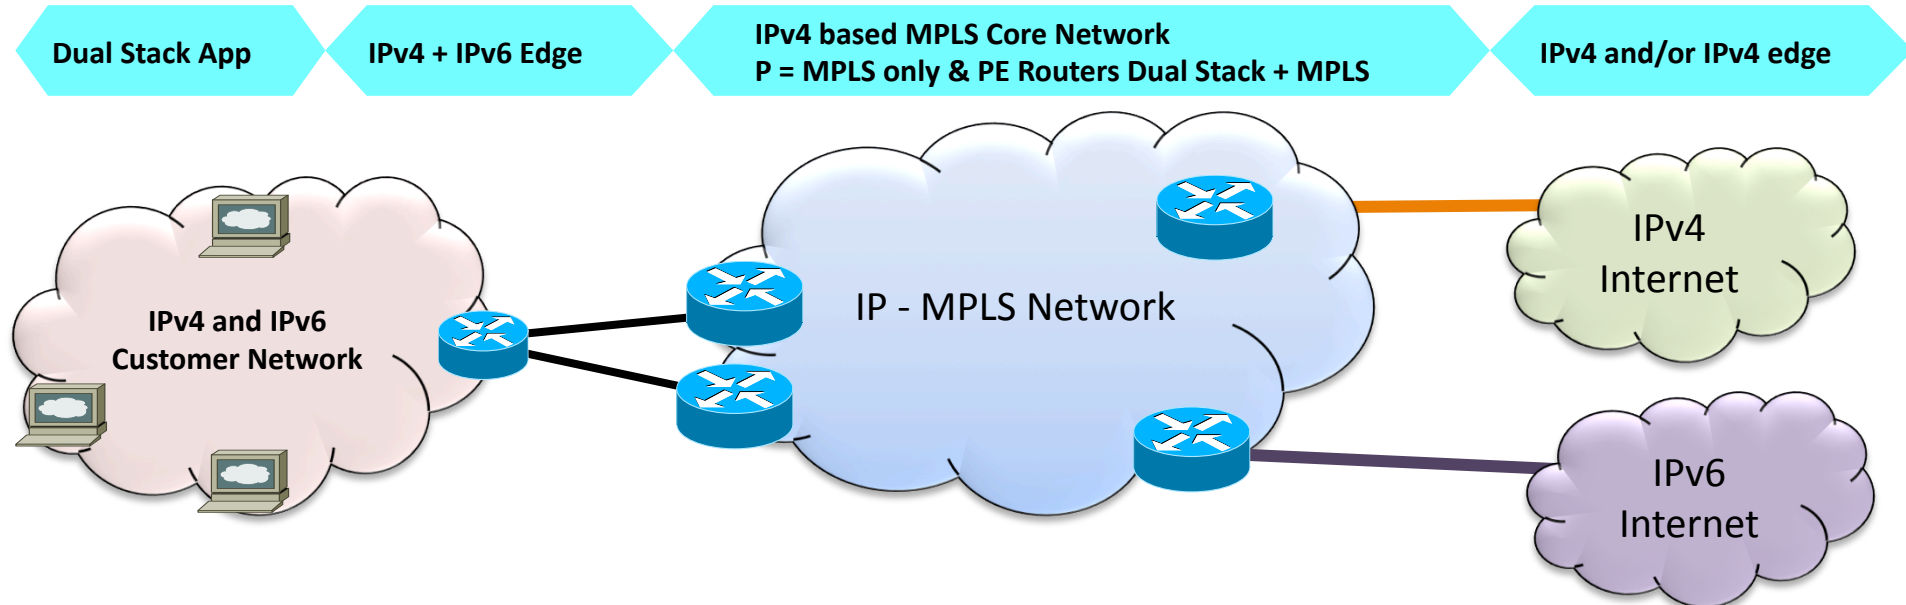 Dual Stack App
IPv4 + IPv6 Edge
IPv4 based MPLS Core Network
P = MPLS only & PE Routers Dual Stack + MPLS
IPv4 and/or IPv4 edge
IPv4 and IPv6
Customer Network
IP - MPLS Network
IPv4
Internet
IPv6
Internet